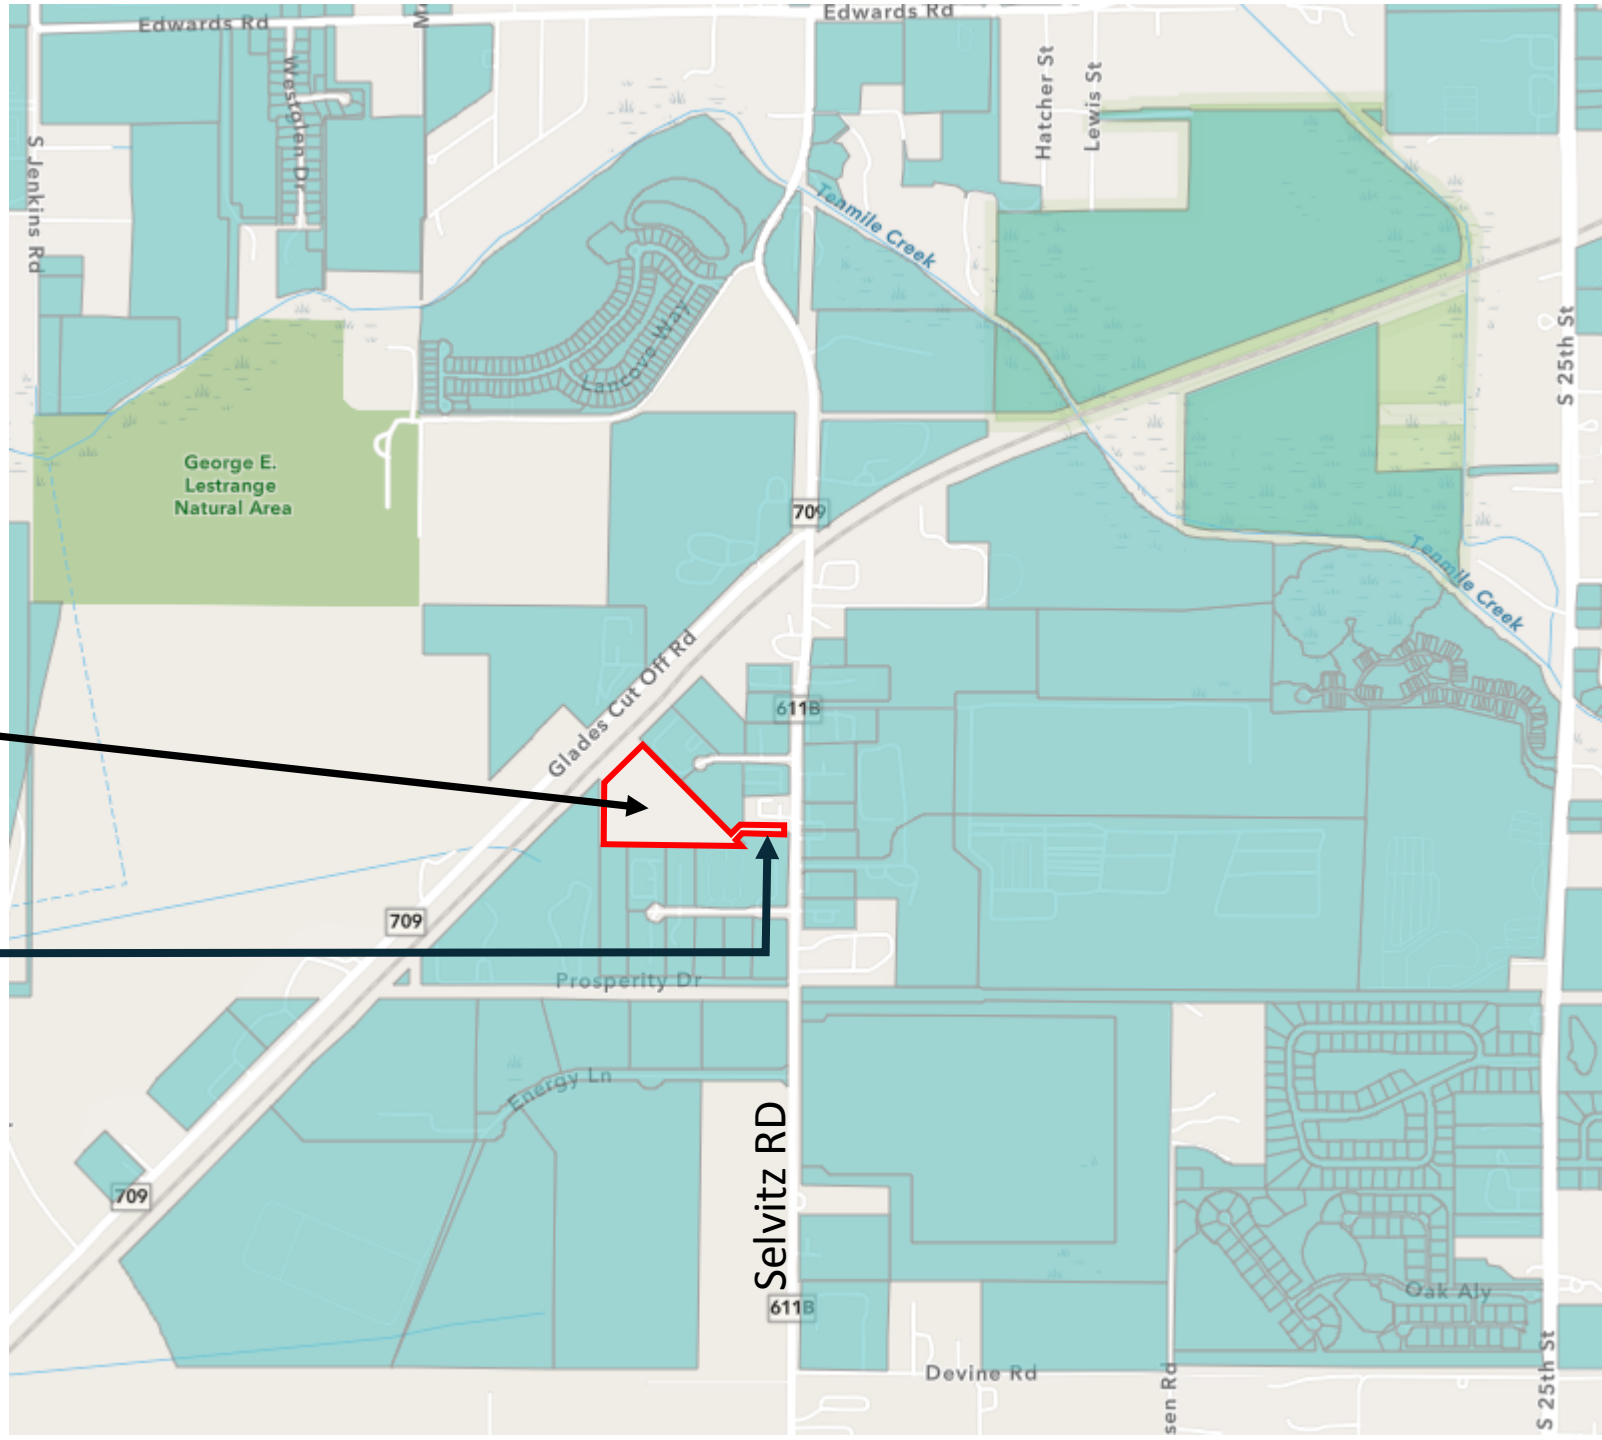 Edwards Rd
Edwards Rd
Westglen Dr
Hatcher St
Lewis St
S Jenkins Rd
Tenmile Creek
Lancove Way
S 25th St
George E.
Lestrange
Natural Area
709
Tenmile Creek
Glades Cut Off Rd
611B
709
Prosperity Dr
Energy Ln
Selvitz RD
709
Oak Aly
611B
Devine Rd
sen Rd
S 25th St